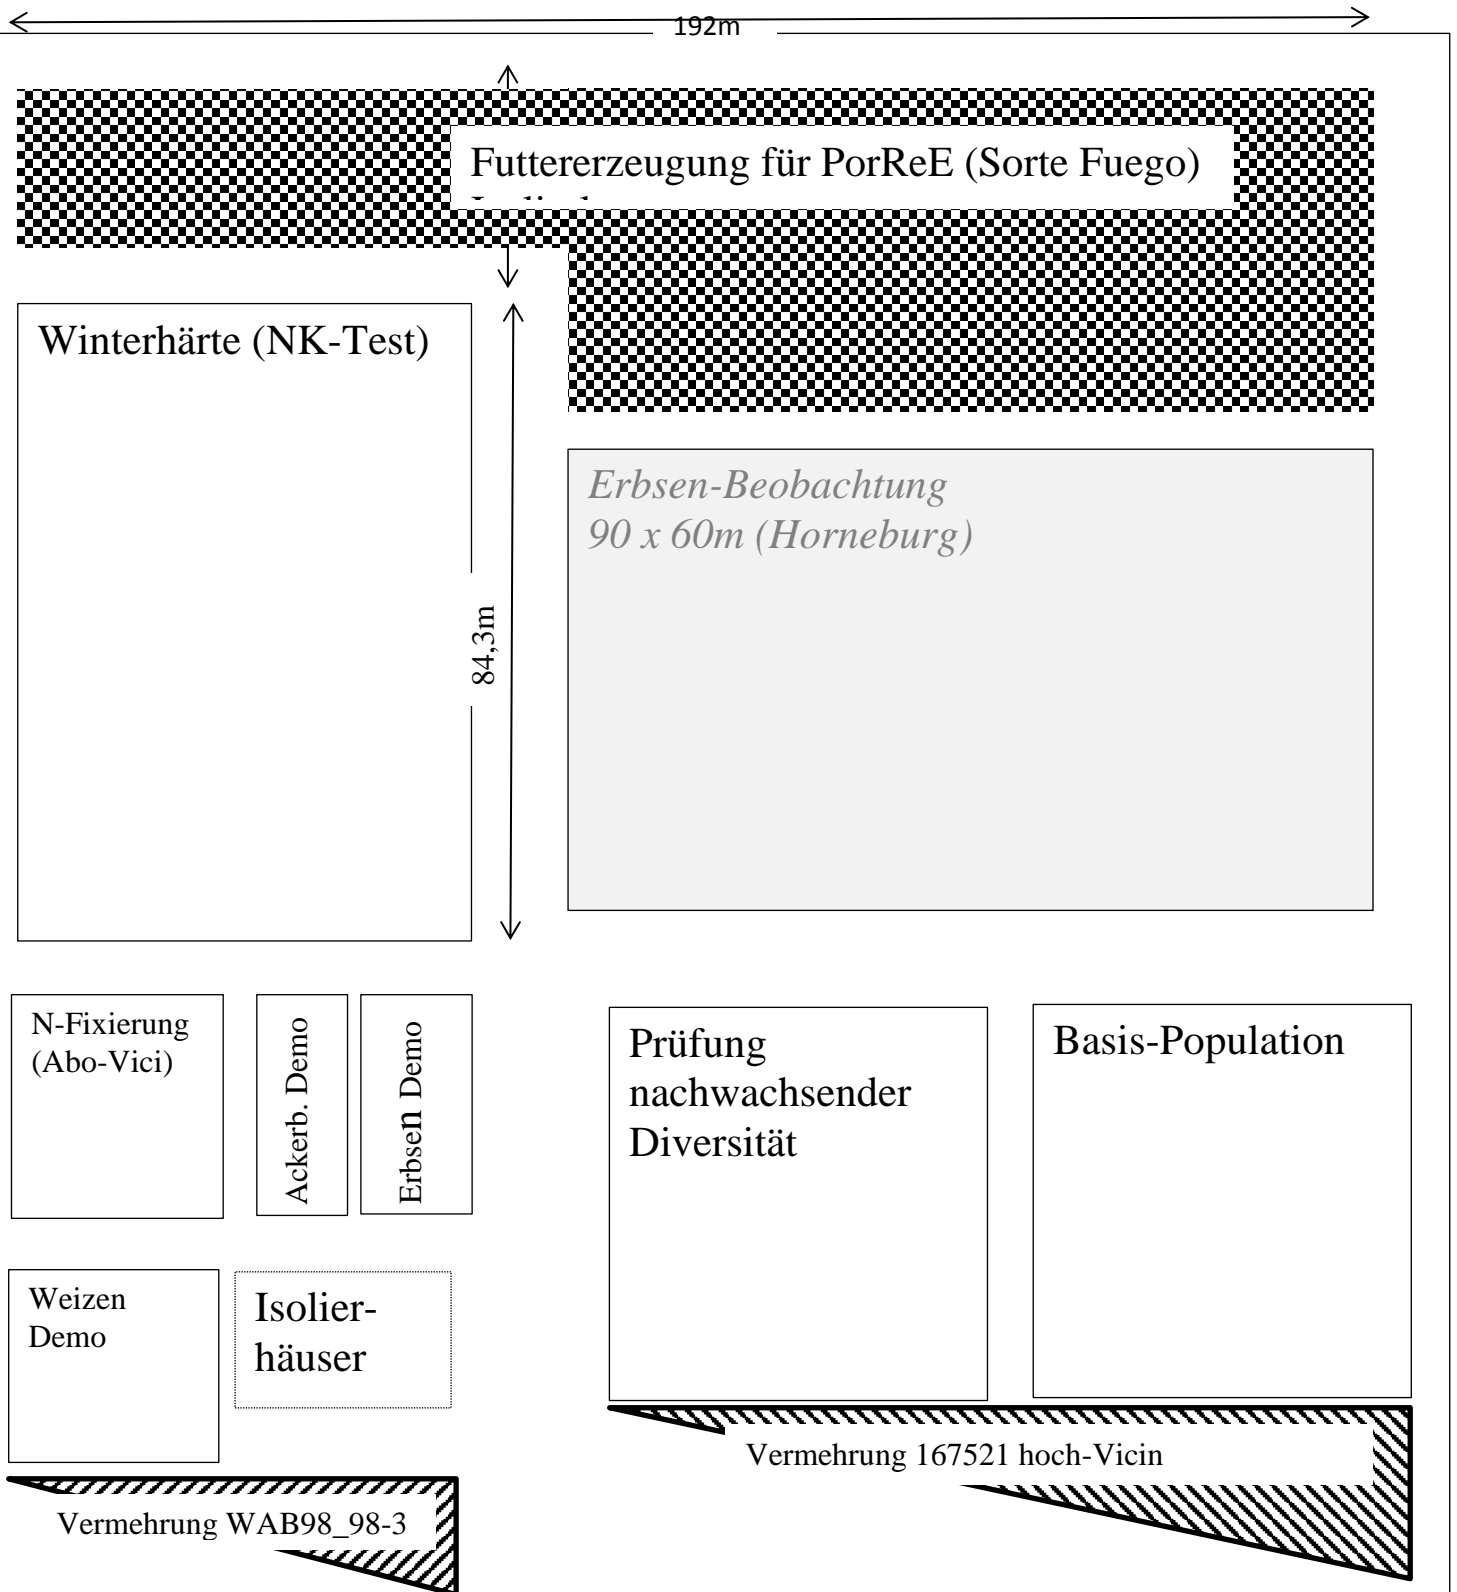 192m
Futtererzeugung für PorReE (Sorte Fuego)
Winterhärte (NK-Test)
84,3m
Erbsen-Beobachtung
90 x 60m (Horneburg)
N-Fixierung
(Abo-Vici)
Ackerb. Demo
Erbsen Demo
Prüfung
nachwachsender
Diversität
Basis-Population
Weizen
Demo
Isolier-
häuser
Vermehrung 167521 hoch-Vicin
Vermehrung WAB98_98-3